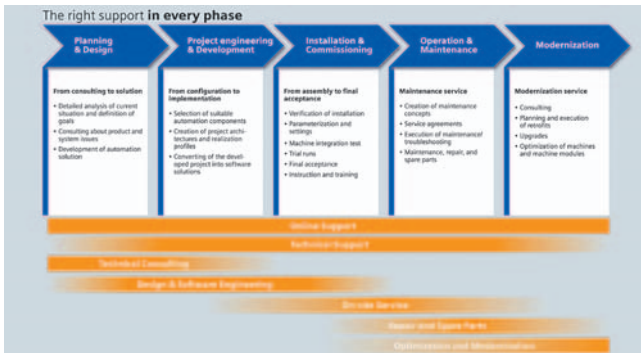 The right support in every phase
Planning
& Design
Project engineering
& Development
Installation &
Commissioning
Operation &
Maintenance
Modernization
From consulting to solution
• Detailed analysis of current
situation and definition of
goals
• Consulting about product and
system issues
• Development of automation
solution
From configuration to
implementation
• Selection of suitable
automation components
• Creation of project archi-
tectures and realization
profiles
• Converting of the devel-
oped project into software
solutions
From assembly to final
acceptance
• Verification of installation
• Parameterization and
settings
• Machine integration test
• Trial runs
• Final acceptance
• Instruction and training
Maintenance service
• Creation of maintenance
concepts
• Service agreements
• Execution of maintenance/
troubleshooting
• Maintenance, repair, and
spare parts
Modernization service
• Consulting
• Planning and execution
of retrofits
• Upgrades
• Optimization of machines
and machine modules
Online Support
Technical Support
Technical Consulting
Design & Software Engineering
On-site Service
Repair and Spare Parts
Optimization and Modernization